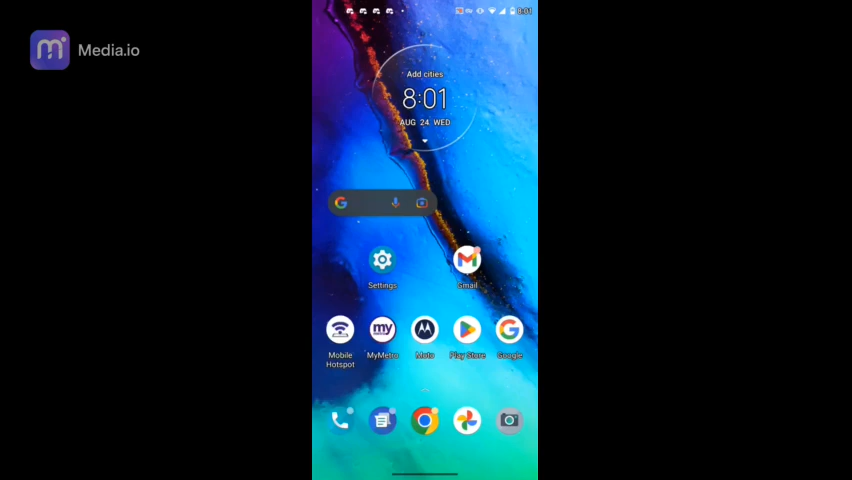 Media.io
8:01
Add cities
8:01
AUG 24 WED
Settings
Gmail
my
Mobile
Hotspot
MyMetro
Moto
Play Store
Google